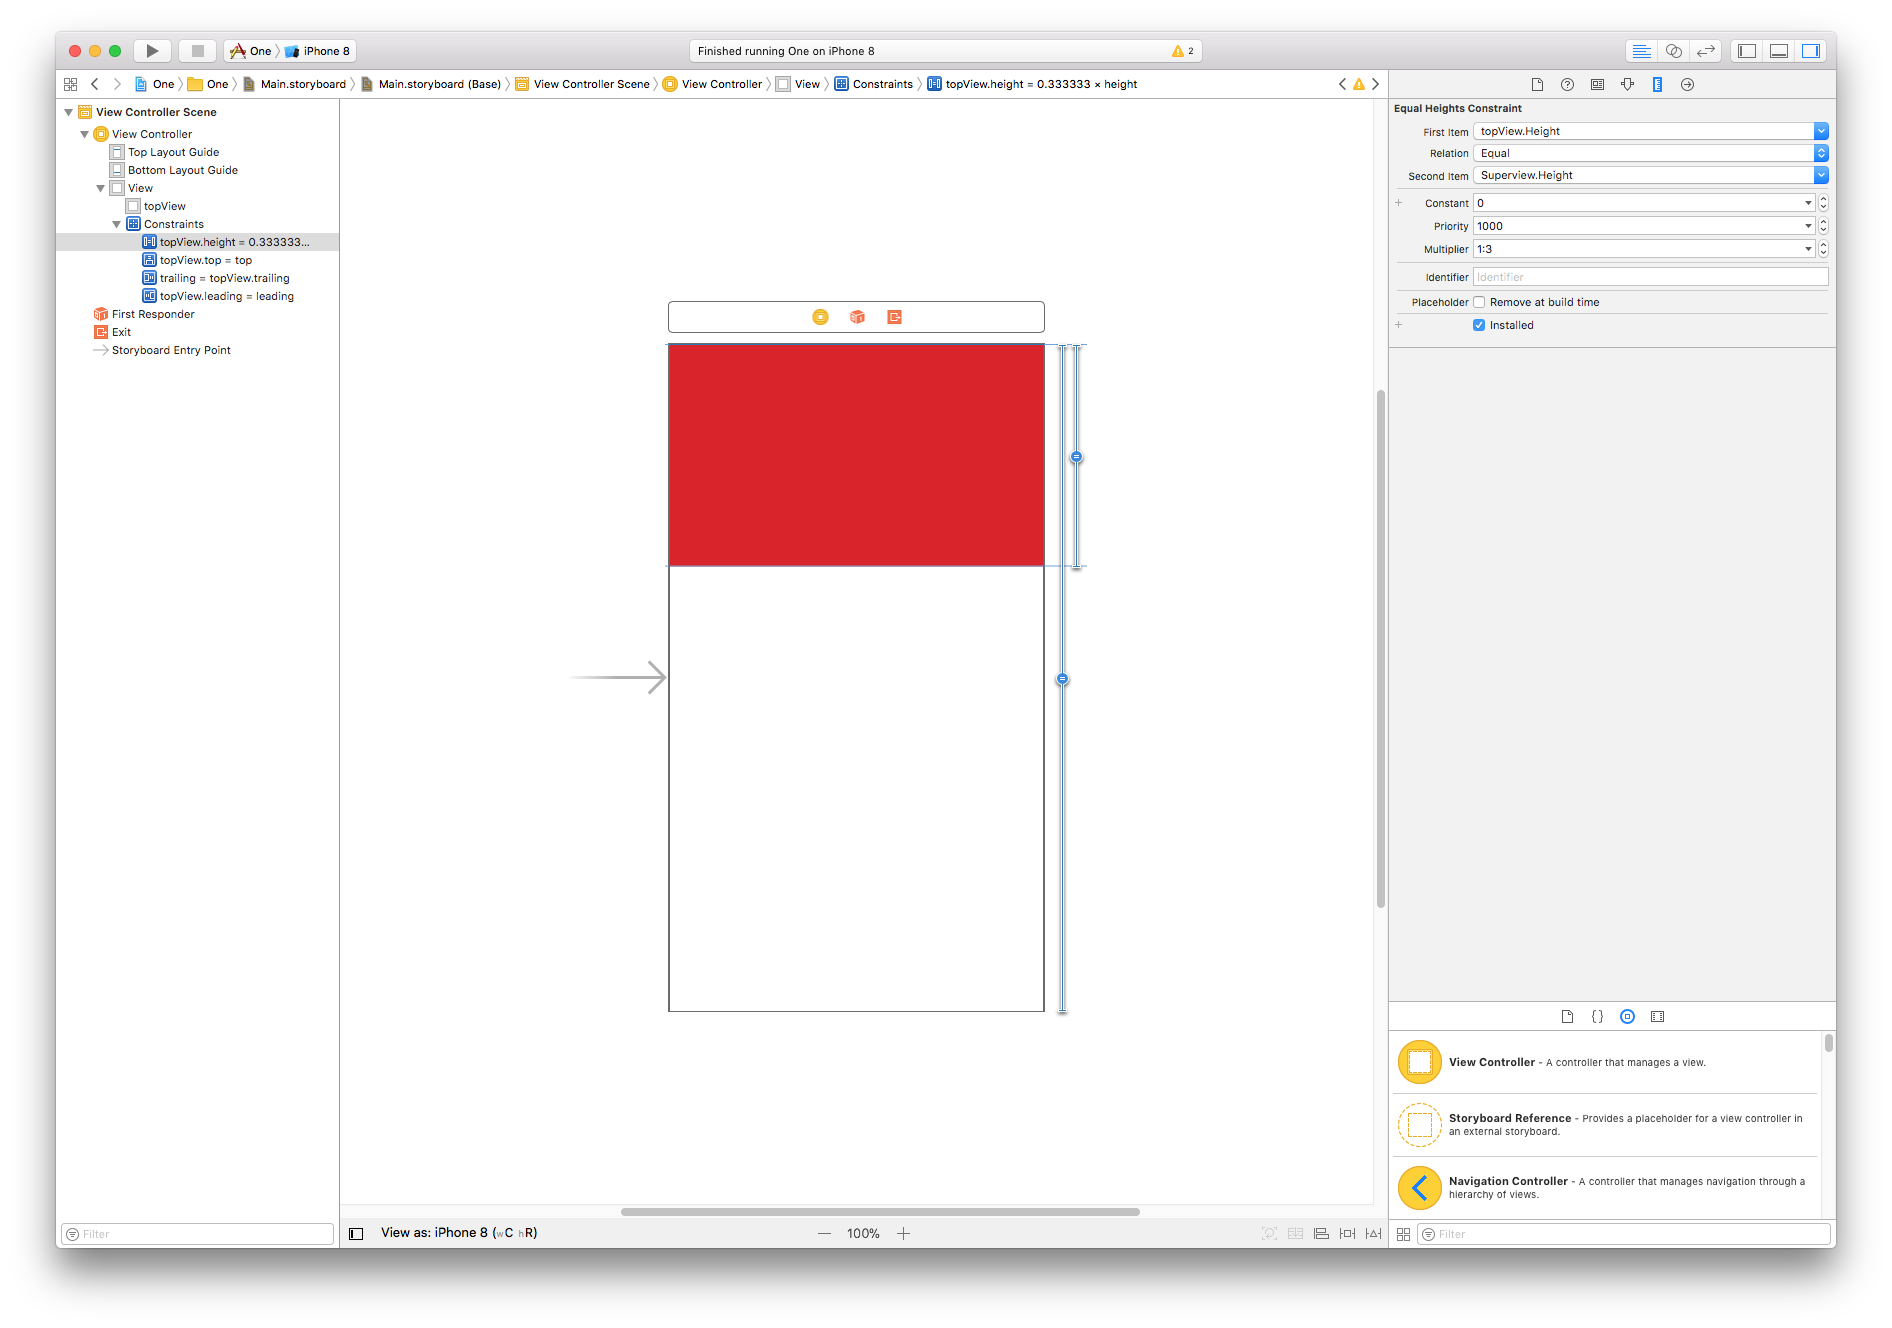 One
iPhone 8
Finished running One on iPhone 8
2
One
One
Main.storyboard
Main.storyboard (Base)
View Controller Scene
View Controller
View
Constraints
topView.height = 0.333333 × height
View Controller Scene
View Controller
Top Layout Guide
Bottom Layout Guide
View
topView
Constraints
topView.height = 0.333333...
topView.top = top
trailing = topView.trailing
topView.leading = leading
First Responder
Exit
Storyboard Entry Point
Filter
View as: iPhone 8 (wC hR)
100%
Equal Heights Constraint
First Item topView.Height
Relation Equal
Second Item Superview.Height
Constant 0
Priority 1000
Multiplier 1:3
Identifier Identifier
Placeholder Remove at build time
Installed
View Controller - A controller that manages a view.
Storyboard Reference - Provides a placeholder for a view controller in
an external storyboard.
Navigation Controller - A controller that manages navigation through a
hierarchy of views.
Filter